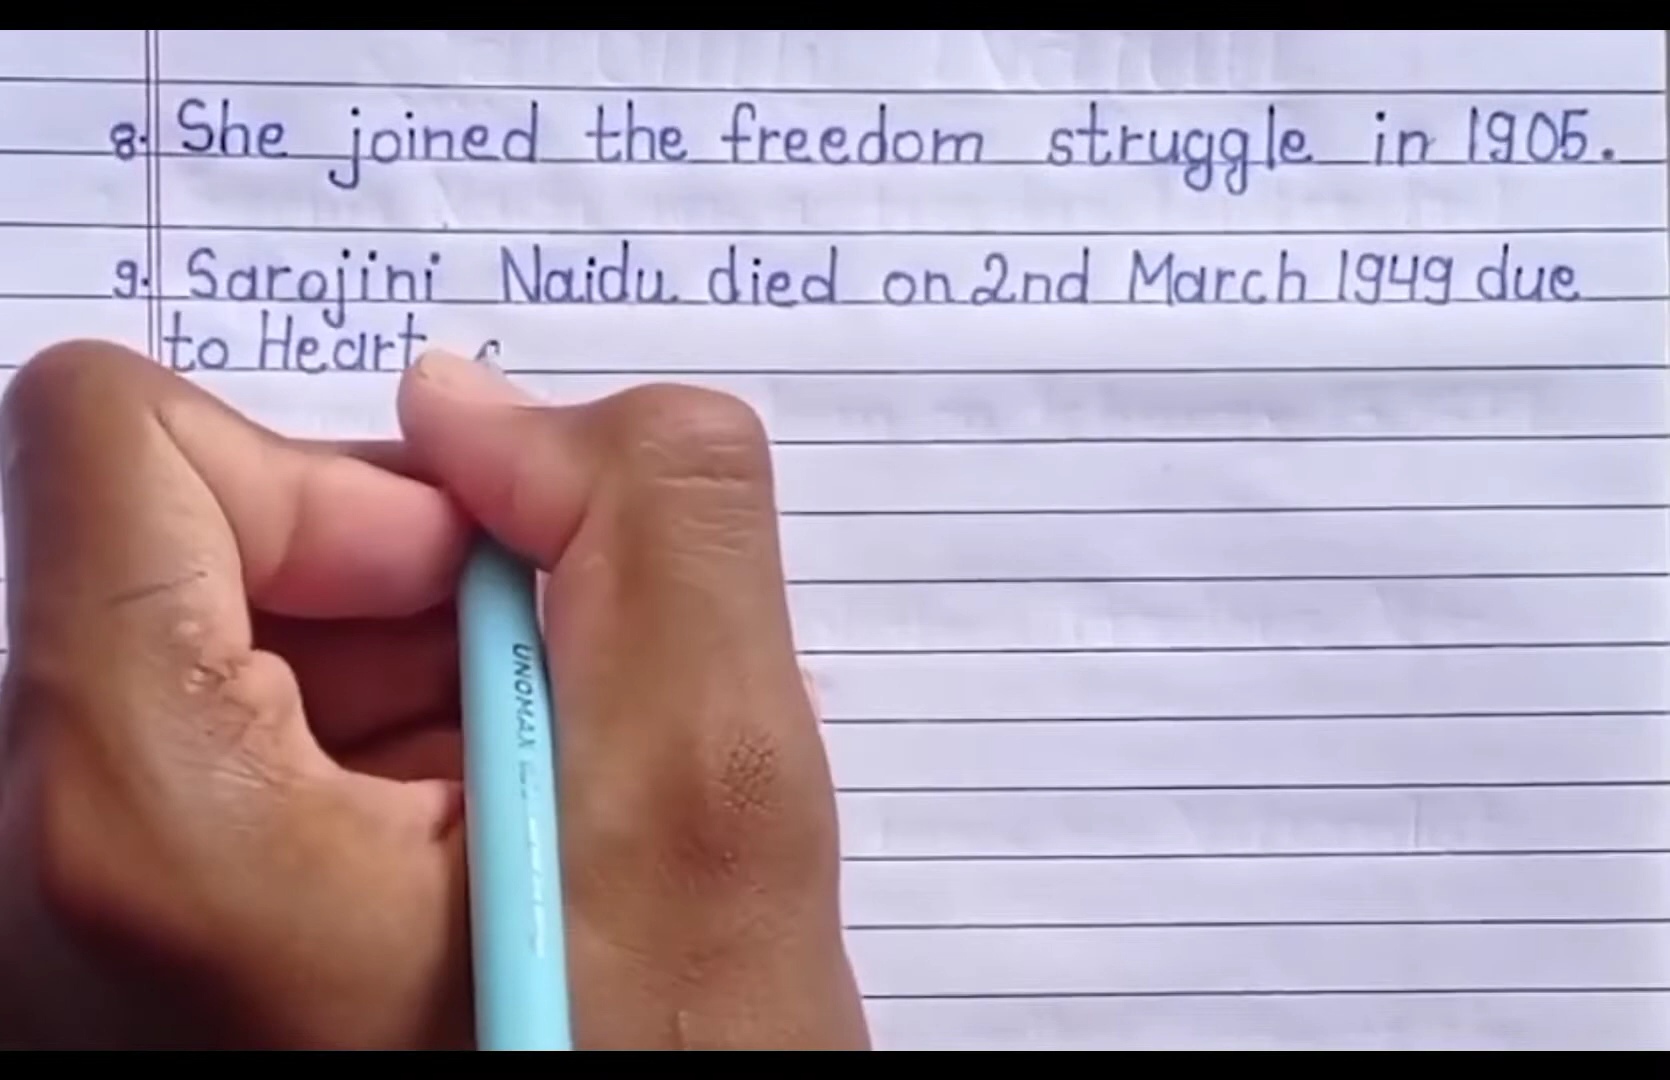 8. She joined the freedom struggle in 1905.
9. Sarojini Naidu died on 2nd March 1949 due
to Heart
UNOMAX